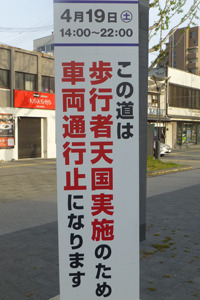 4月19日(土)
14:00~22:00
この道は
歩行者天国実施のため
車両通行止になります